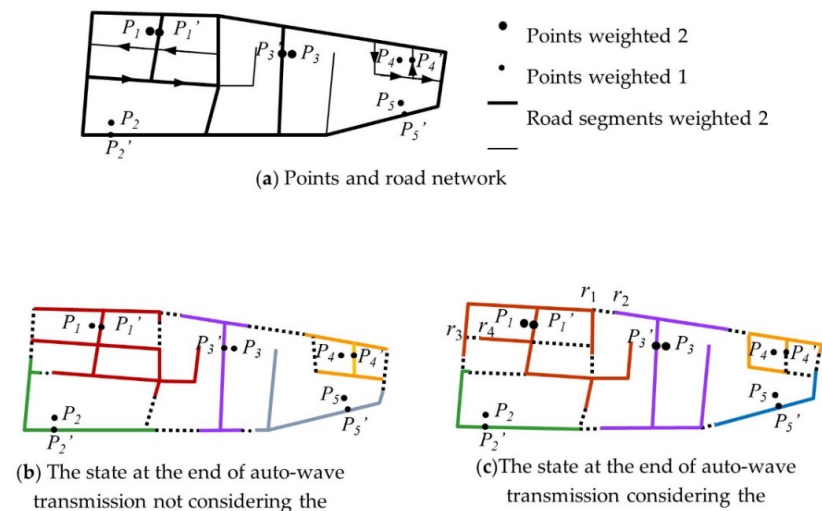 P1 P1'
P3' P3
P4 P4'
P2
P2'
P5
P5'
Points weighted 2
Points weighted 1
Road segments weighted 2
(a) Points and road network
P1 P1'
P3' P3
P4 P4'
P2
P2'
P5
P5'
(b) The state at the end of auto-wave
transmission not considering the
r1 r2
P1 P1'
r3 r4
P3' P3
P4 P4'
P2
P2'
P5
P5'
(c)The state at the end of auto-wave
transmission considering the